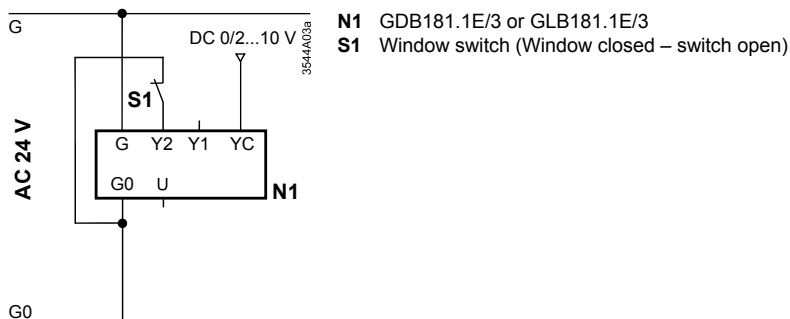 G
DC 0/2...10 V
3544A03a
S1
AC 24 V
G Y2 Y1 YC
G0 U
N1
G0
N1 GDB181.1E/3 or GLB181.1E/3
S1 Window switch (Window closed – switch open)